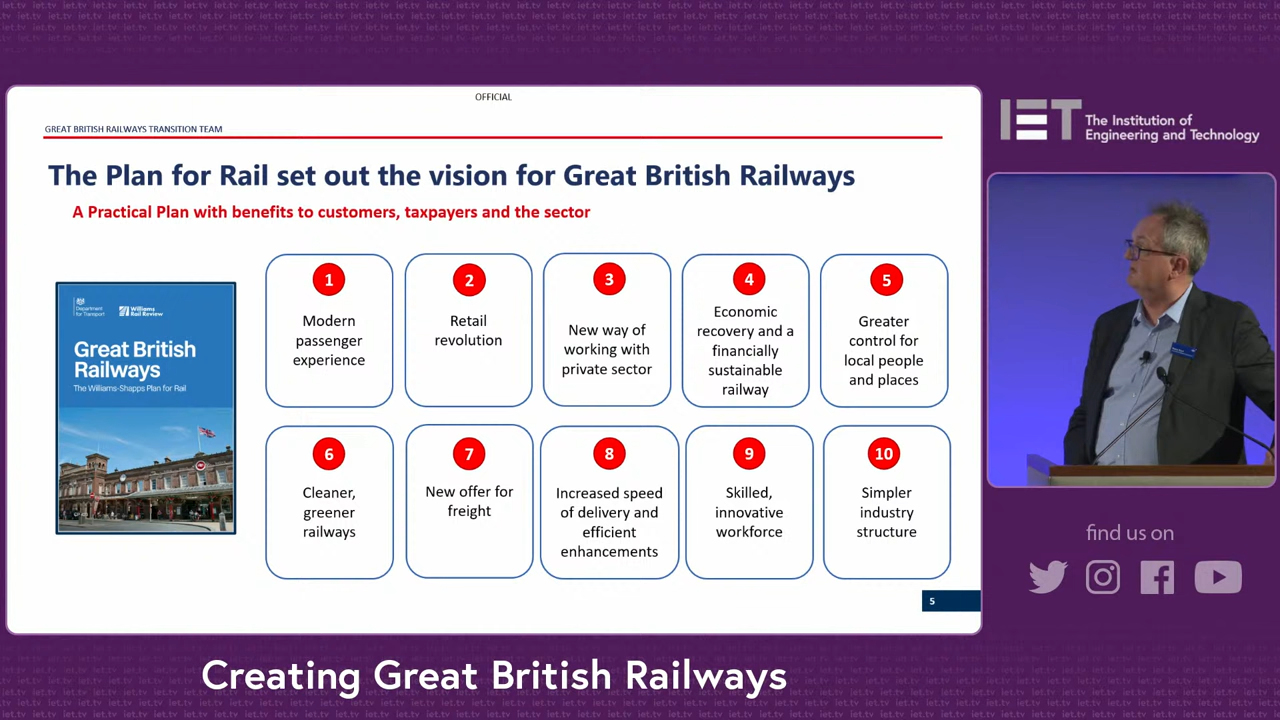 OFFICIAL
GREAT BRITISH RAILWAYS TRANSITION TEAM
The Plan for Rail set out the vision for Great British Railways
A Practical Plan with benefits to customers, taxpayers and the sector
Department
for Transport
Williams
Rail Review
Great British
Railways
The Williams-Shapps Plan for Rail
1
Modern
passenger
experience
2
Retail
revolution
3
New way of
working with
private sector
4
Economic
recovery and a
financially
sustainable
railway
5
Greater
control for
local people
and places
6
Cleaner,
greener
railways
7
New offer for
freight
8
Increased speed
of delivery and
efficient
enhancements
9
Skilled,
innovative
workforce
10
Simpler
industry
structure
5
IET
The Institution of
Engineering and Technology
find us on
Creating Great British Railways